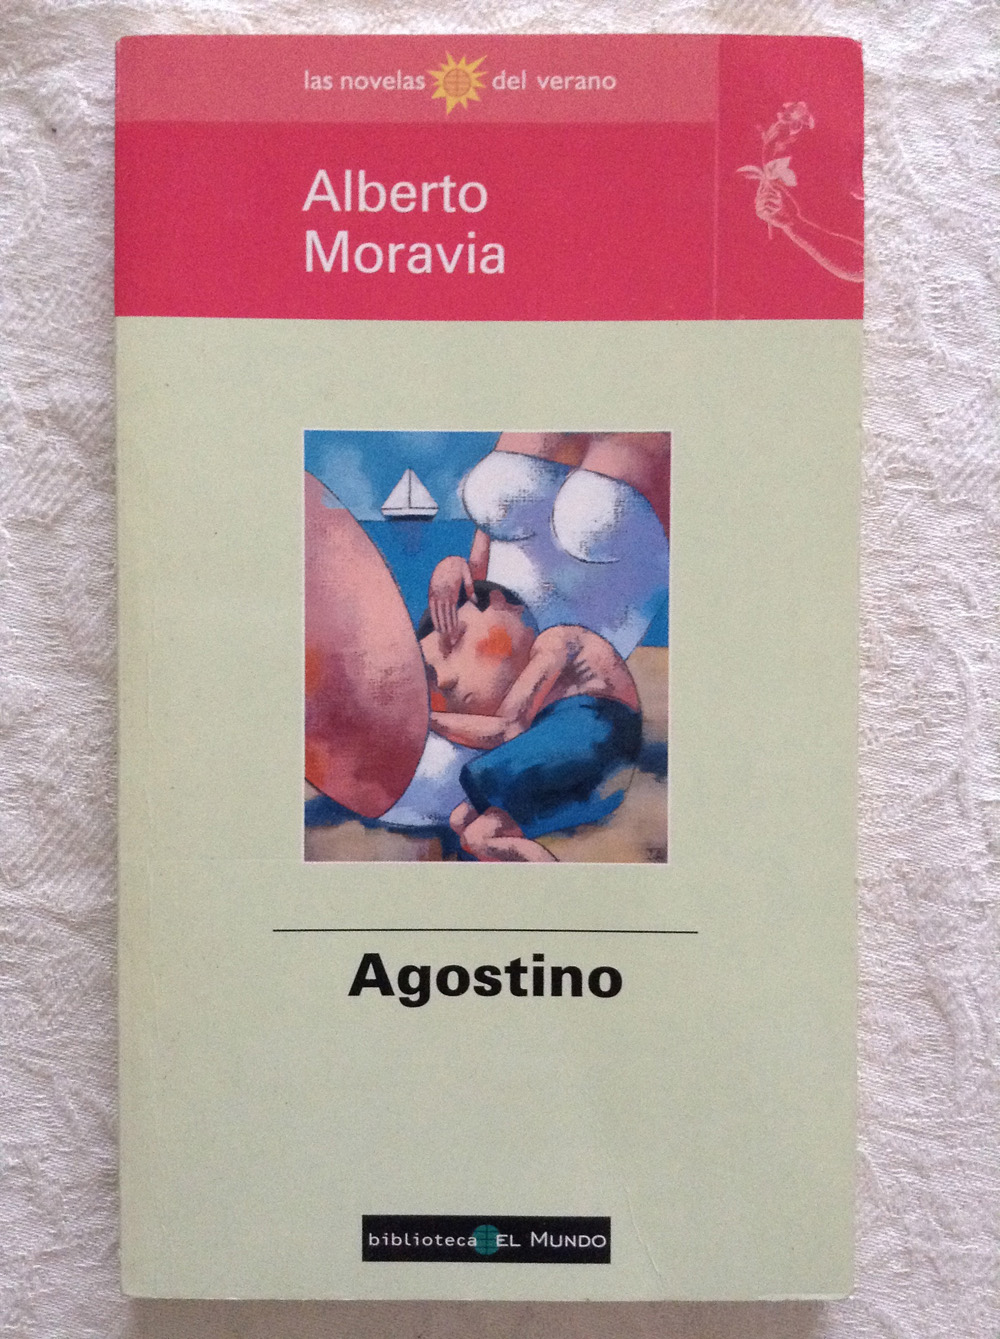 las novelas del verano
Alberto
Moravia
Agostino
biblioteca EL MUNDO